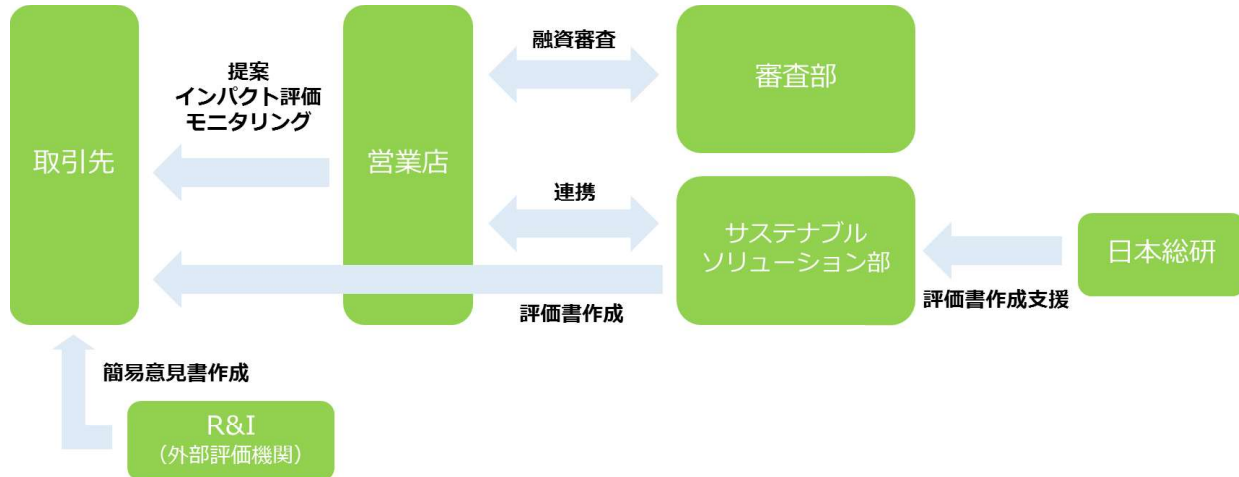 融資審査
審査部
提案
インパクト評価
モニタリング
取引先
営業店
連携
サステナブル
ソリューション部
日本総研
評価書作成
評価書作成支援
簡易意見書作成
R&I
（外部評価機関）